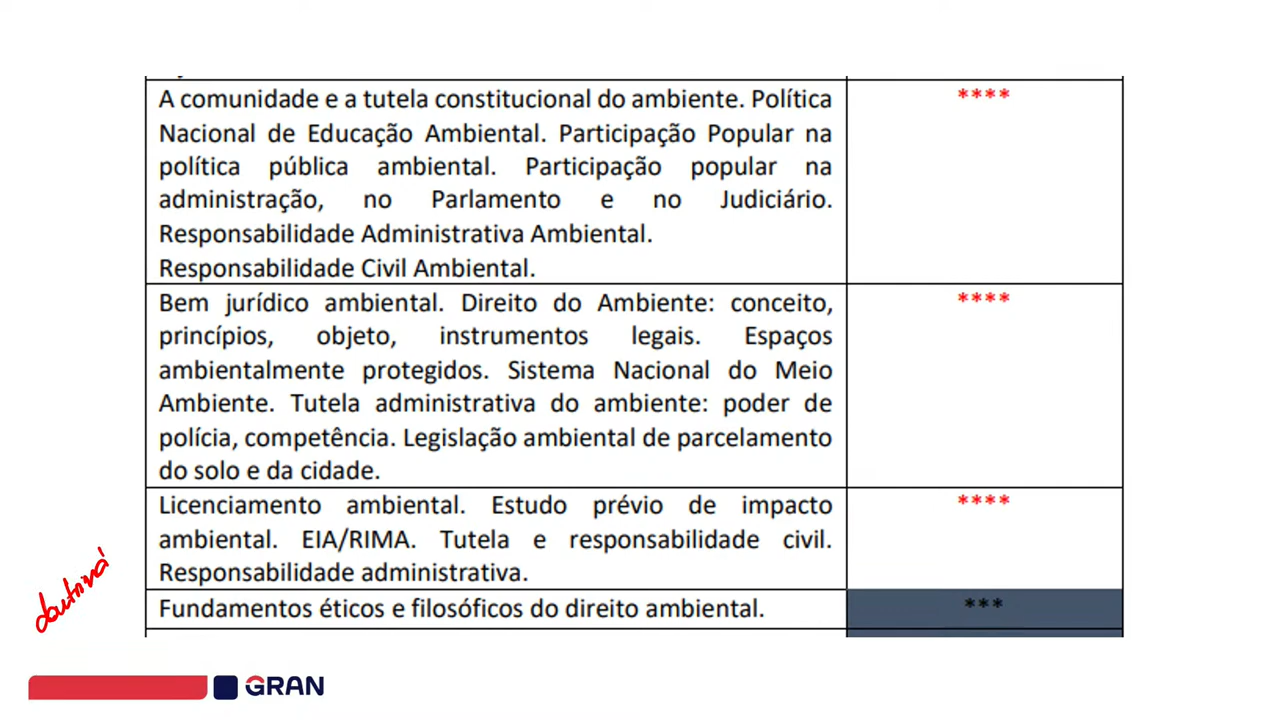 A comunidade e a tutela constitucional do ambiente. Política
Nacional de Educação Ambiental. Participação Popular na
política pública ambiental. Participação popular na
administração, no Parlamento e no Judiciário.
Responsabilidade Administrativa Ambiental.
Responsabilidade Civil Ambiental.
****
Bem jurídico ambiental. Direito do Ambiente: conceito,
princípios, objeto, instrumentos legais. Espaços
ambientalmente protegidos. Sistema Nacional do Meio
Ambiente. Tutela administrativa do ambiente: poder de
polícia, competência. Legislação ambiental de parcelamento
do solo e da cidade.
****
Licenciamento ambiental. Estudo prévio de impacto
ambiental. EIA/RIMA. Tutela e responsabilidade civil.
Responsabilidade administrativa.
****
doutriná
Fundamentos éticos e filosóficos do direito ambiental.
***
GRAN